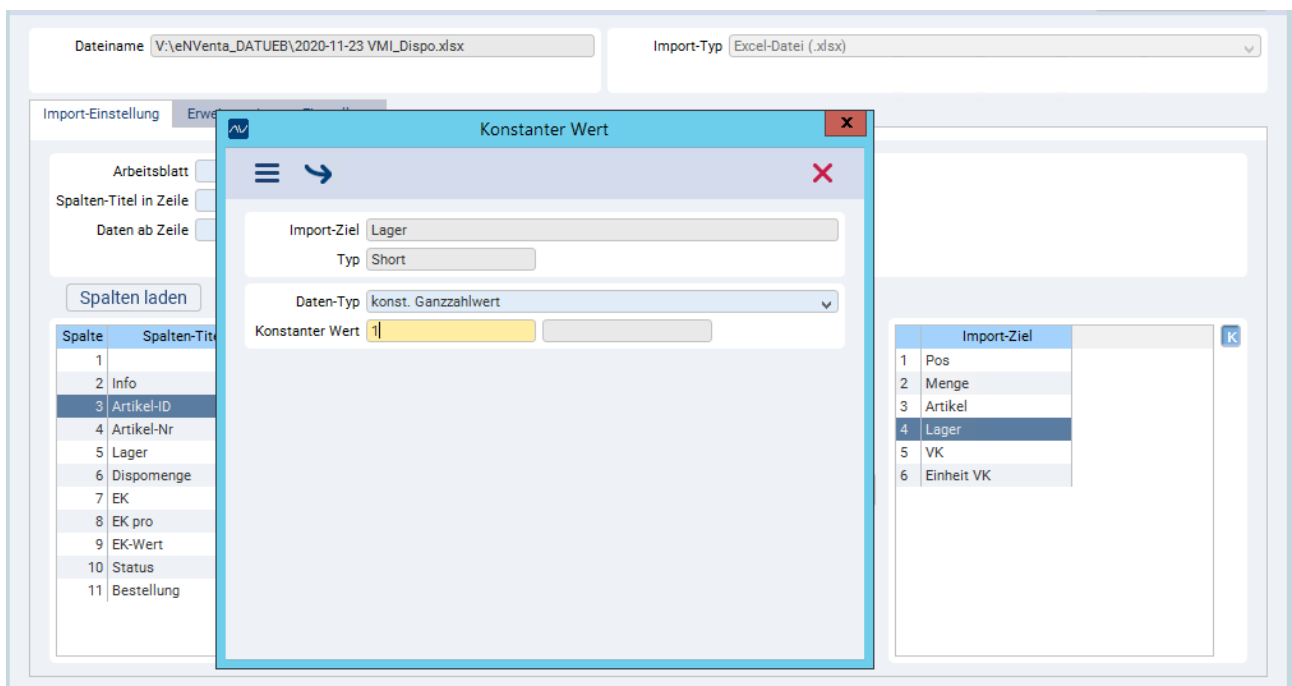 Dateiname V:\eNVenta_DATUEB\2020-11-23 VMI_Dispo.xlsx Import-Typ Excel-Datei (.xlsx)
Import-Einstellung
Konstanter Wert
x
Arbeitsblatt
Spalten-Titel in Zeile
Daten ab Zeile
Import-Ziel Lager
Typ Short
Spalten laden
Daten-Typ konst. Ganzzahlwert
Konstanter Wert 1
Spalte
1
2 Info
3 Artikel-ID
4 Artikel-Nr
5 Lager
6 Dispomenge
7 EK
8 EK pro
9 EK-Wert
10 Status
11 Bestellung
Import-Ziel K
1 Pos
2 Menge
3 Artikel
4 Lager
5 VK
6 Einheit VK